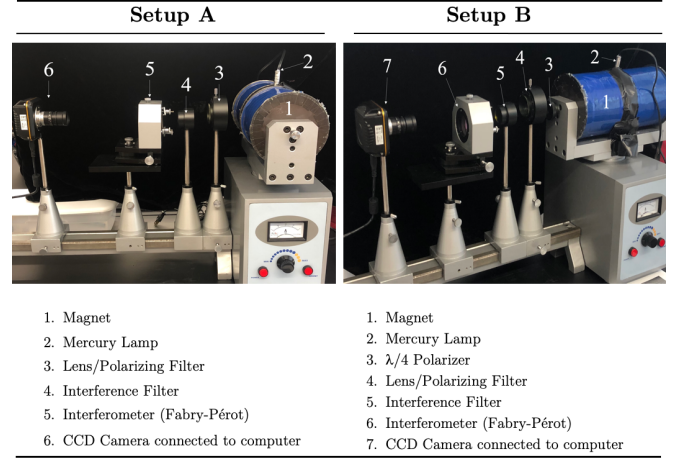 Setup A
Setup B
6
5
4
3
2
1
7
6
5
4
3
2
1
1. Magnet
2. Mercury Lamp
3. Lens/Polarizing Filter
4. Interference Filter
5. Interferometer (Fabry-Pérot)
6. CCD Camera connected to computer
1. Magnet
2. Mercury Lamp
3. λ/4 Polarizer
4. Lens/Polarizing Filter
5. Interference Filter
6. Interferometer (Fabry-Pérot)
7. CCD Camera connected to computer